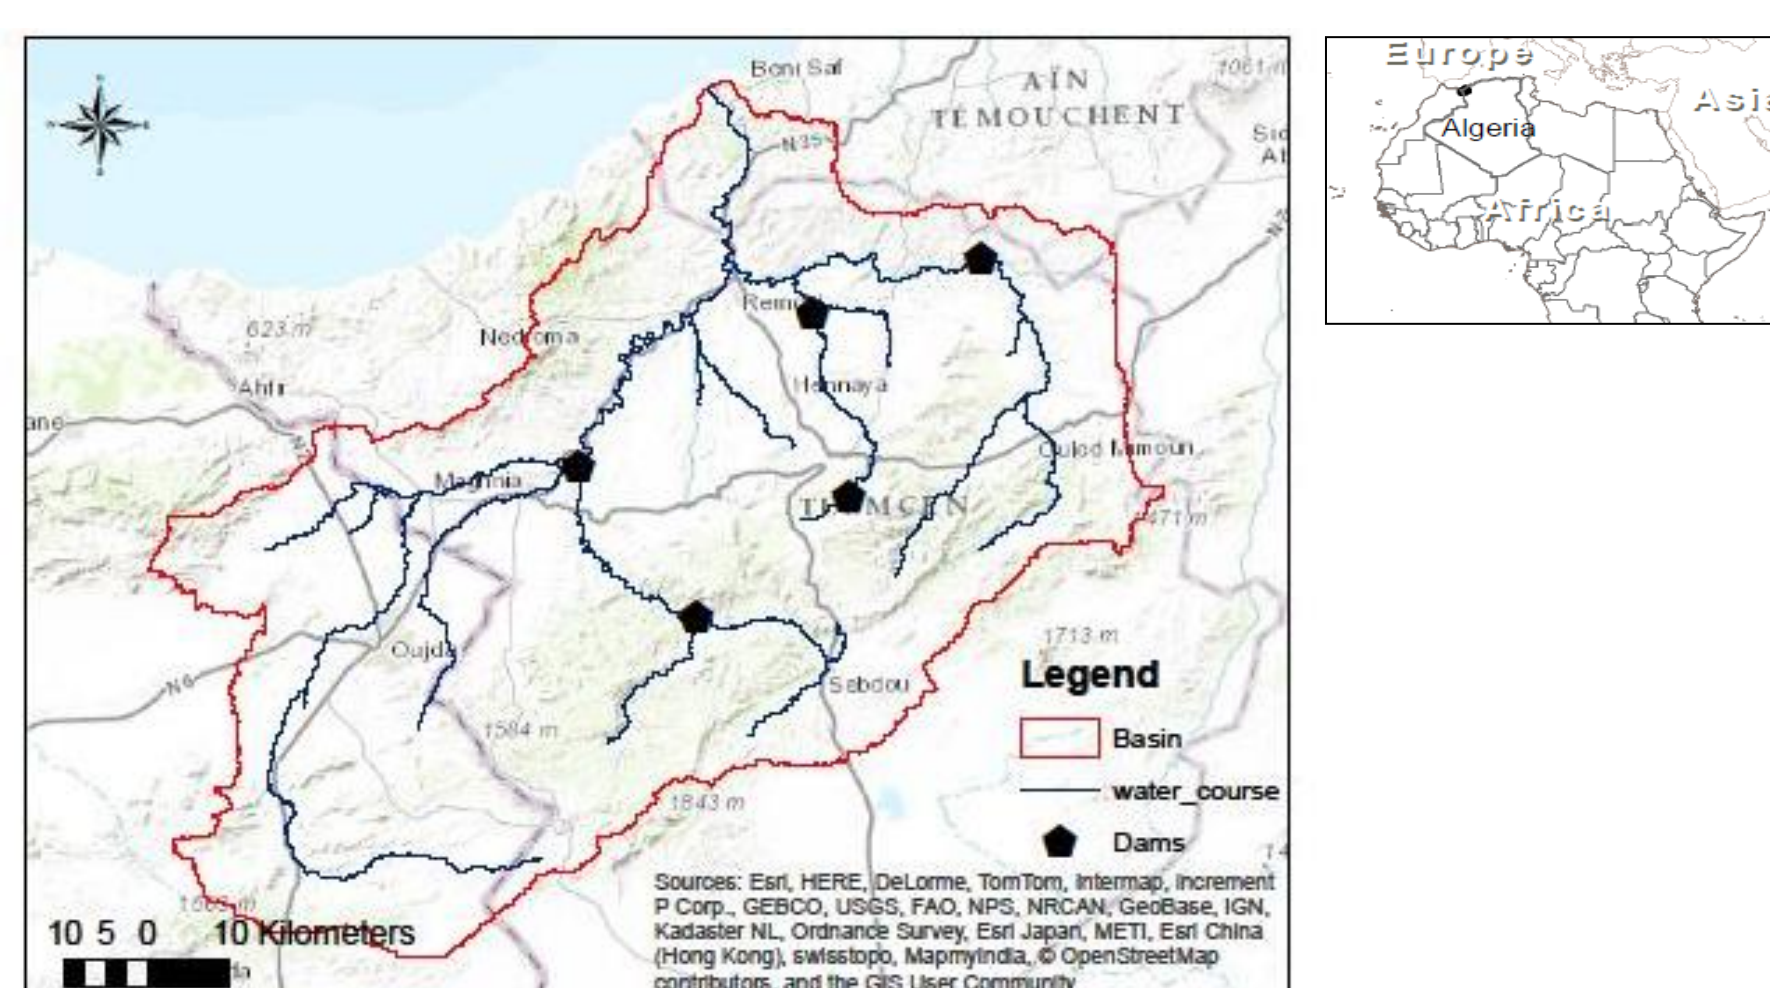 Beni Saf
1061 m
AÏN
TEMOUCHENT
N35
623 m
Nedroma
Ahfir
Hennaya
Ouled Mimoun
Maghnia
TLEMCEN
Oujda
N6
Sebdou
1713 m
1584 m
1843 m
Legend
Basin
water_course
Dams
10 5 0 10 Kilometers
Sources: Esri, HERE, DeLorme, TomTom, Intermap, increment
P Corp., GEBCO, USGS, FAO, NPS, NRCAN, GeoBase, IGN,
Kadaster NL, Ordnance Survey, Esri Japan, METI, Esri China
(Hong Kong), swisstopo, MapmyIndia, © OpenStreetMap
contributors, and the GIS User Community
Europe
Asia
Algeria
Africa